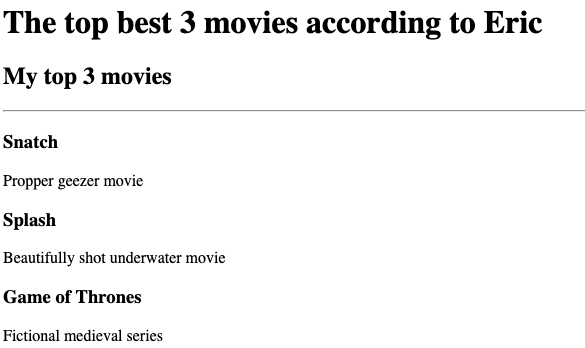 The top best 3 movies according to Eric
My top 3 movies
Snatch
Propper geezer movie
Splash
Beautifully shot underwater movie
Game of Thrones
Fictional medieval series